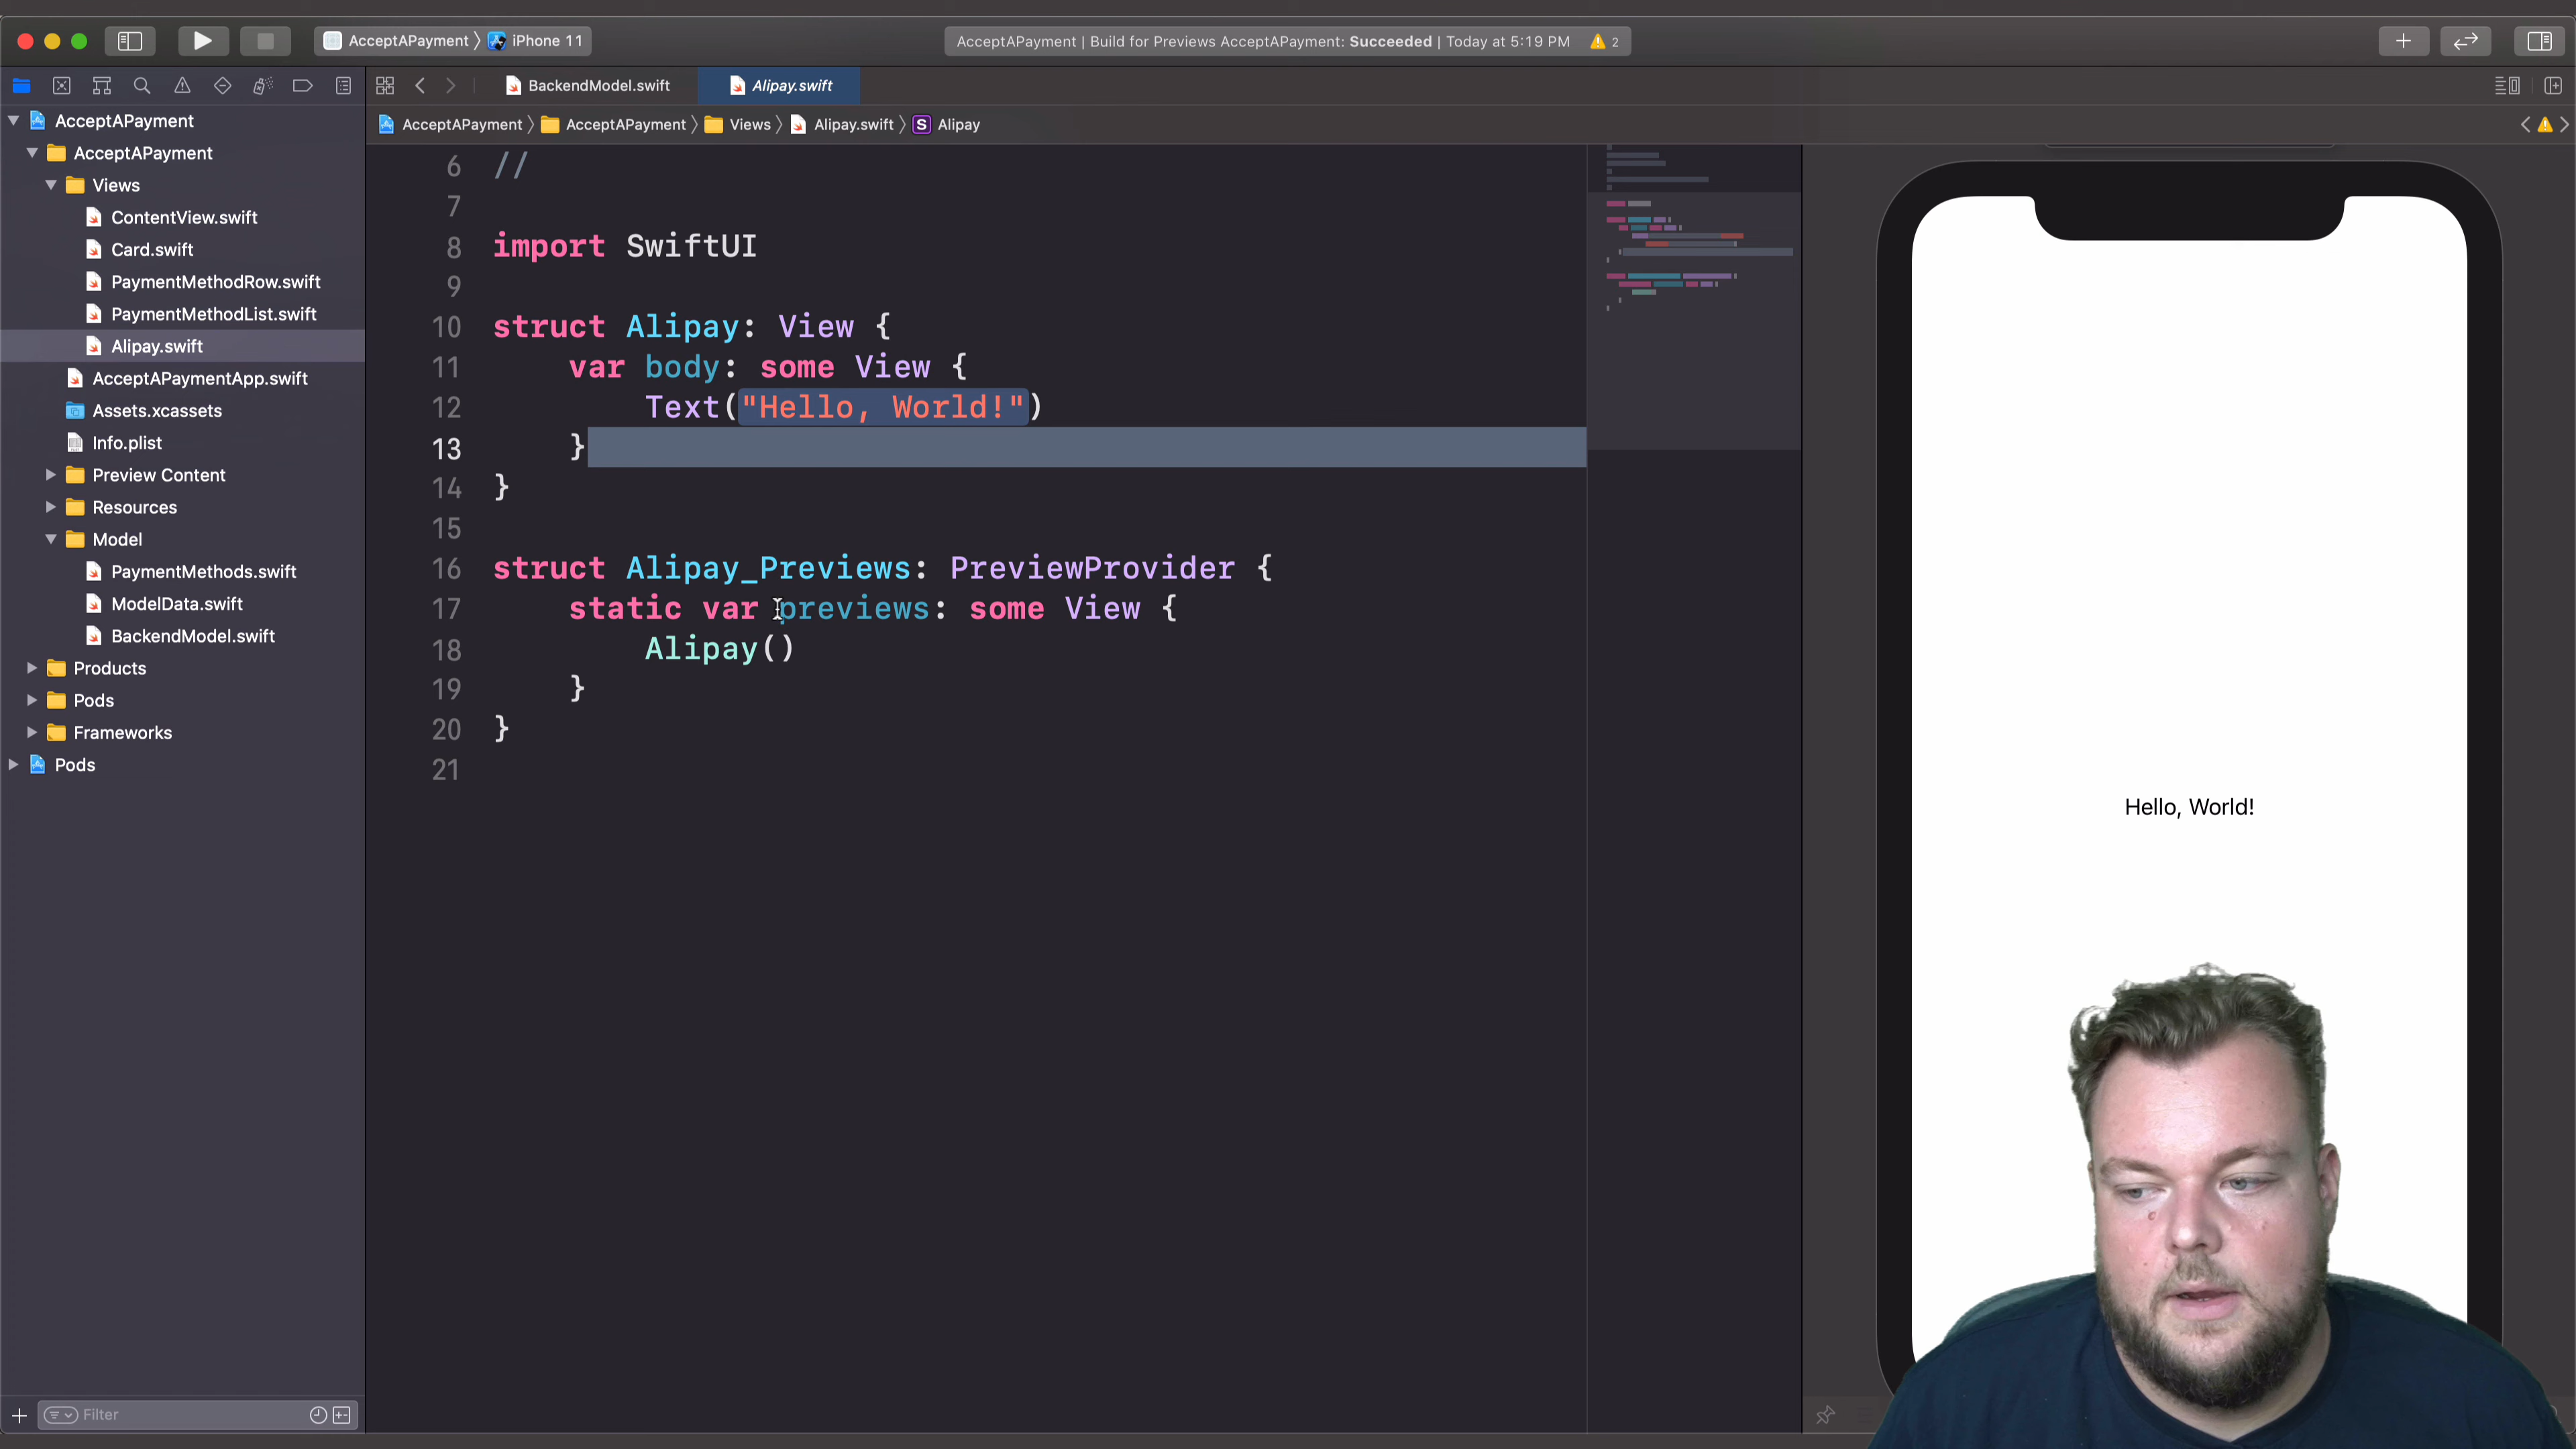 AcceptAPayment 〉 iPhone 11
AcceptAPayment | Build for Previews AcceptAPayment: Succeeded | Today at 5:19 PM
2
BackendModel.swift
Alipay.swift
AcceptAPayment 〉 AcceptAPayment 〉 Views 〉 Alipay.swift 〉 S Alipay
AcceptAPayment
AcceptAPayment
Views
ContentView.swift
Card.swift
PaymentMethodRow.swift
PaymentMethodList.swift
Alipay.swift
AcceptAPaymentApp.swift
Assets.xcassets
Info.plist
Preview Content
Resources
Model
PaymentMethods.swift
ModelData.swift
BackendModel.swift
Products
Pods
Frameworks
Pods
Filter
6 //
7
8 import SwiftUI
9
10 struct Alipay: View {
11 var body: some View {
12 Text("Hello, World!")
13 }
14 }
15
16 struct Alipay_Previews: PreviewProvider {
17 static var previews: some View {
18 Alipay()
19 }
20 }
21
Hello, World!